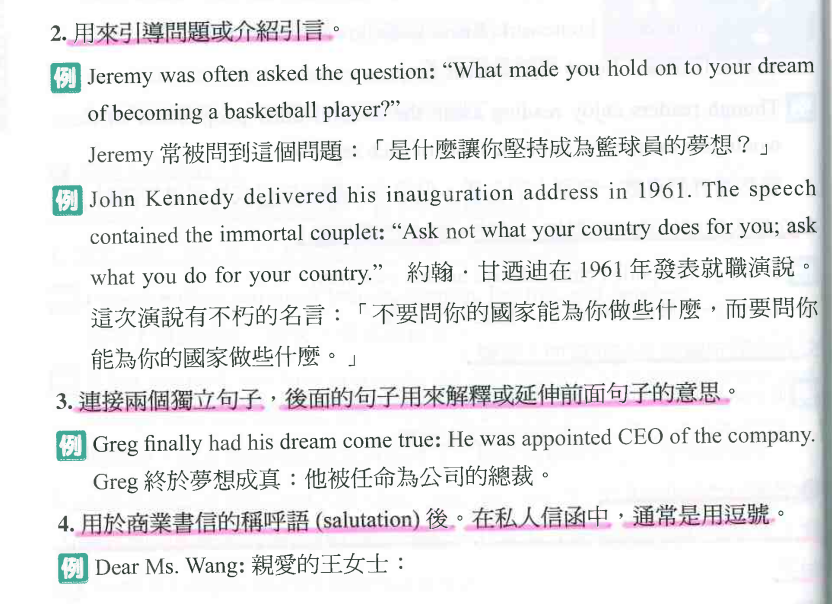 2. 用來引導問題或介紹引言。
例 Jeremy was often asked the question: “What made you hold on to your dream
of becoming a basketball player?”
Jeremy 常被問到這個問題：「是什麼讓你堅持成為籃球員的夢想？」
例 John Kennedy delivered his inauguration address in 1961. The speech
contained the immortal couplet: “Ask not what your country does for you; ask
what you do for your country.” 約翰．甘迺迪在 1961 年發表就職演說。
這次演說有不朽的名言：「不要問你的國家能為你做些什麼，而要問你
能為你的國家做些什麼。」
3. 連接兩個獨立句子，後面的句子用來解釋或延伸前面句子的意思。
例 Greg finally had his dream come true: He was appointed CEO of the company.
Greg 終於夢想成真：他被任命為公司的總裁。
4. 用於商業書信的稱呼語 (salutation) 後。在私人信函中，通常是用逗號。
例 Dear Ms. Wang: 親愛的王女士：